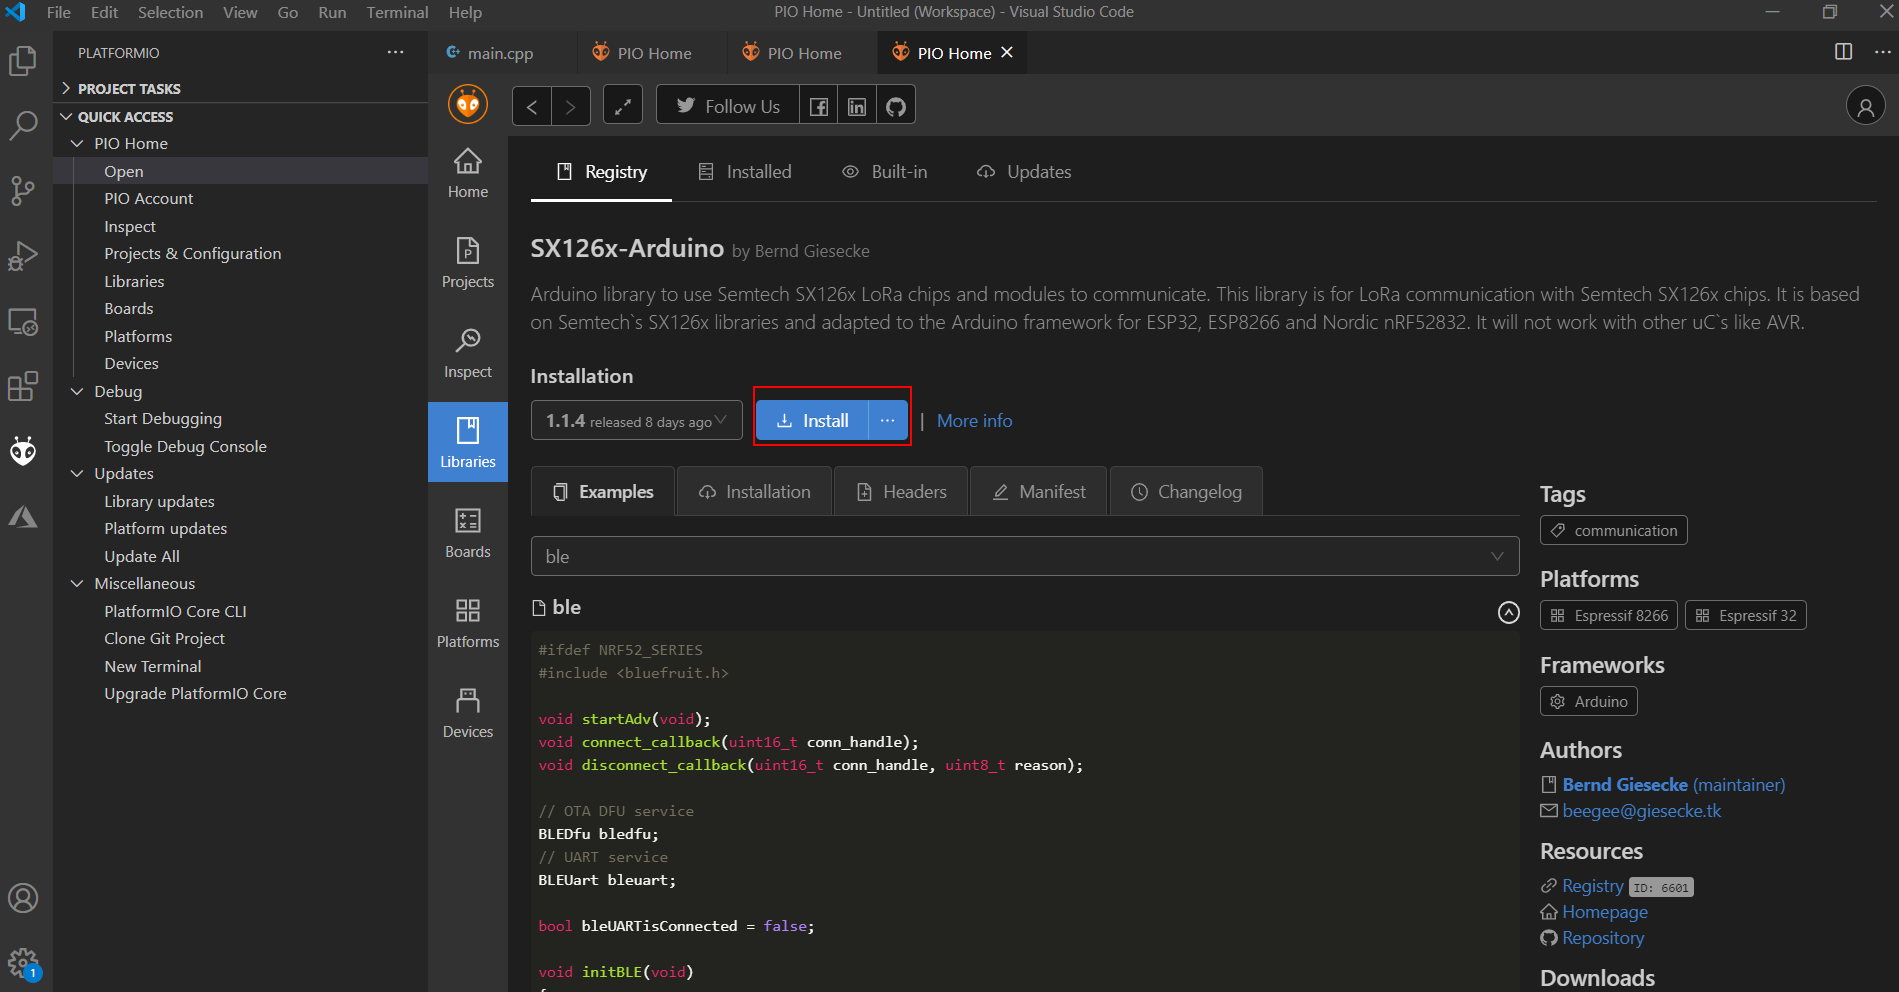 File Edit Selection View Go Run Terminal Help
PIO Home - Untitled (Workspace) - Visual Studio Code
PLATFORMIO
PROJECT TASKS
QUICK ACCESS
PIO Home
Open
PIO Account
Inspect
Projects & Configuration
Libraries
Boards
Platforms
Devices
Debug
Start Debugging
Toggle Debug Console
Updates
Library updates
Platform updates
Update All
Miscellaneous
PlatformIO Core CLI
Clone Git Project
New Terminal
Upgrade PlatformIO Core
1
main.cpp
PIO Home
PIO Home
PIO Home
Follow Us
Home
Projects
Inspect
Libraries
Boards
Platforms
Devices
Registry
Installed
Built-in
Updates
SX126x-Arduino by Bernd Giesecke
Arduino library to use Semtech SX126x LoRa chips and modules to communicate. This library is for LoRa communication with Semtech SX126x chips. It is based
on Semtech`s SX126x libraries and adapted to the Arduino framework for ESP32, ESP8266 and Nordic nRF52832. It will not work with other uC`s like AVR.
Installation
1.1.4 released 8 days ago
Install
···
| More info
Examples
Installation
Headers
Manifest
Changelog
ble
ble
#ifdef NRF52_SERIES
#include <bluefruit.h>
void startAdv(void);
void connect_callback(uint16_t conn_handle);
void disconnect_callback(uint16_t conn_handle, uint8_t reason);
// OTA DFU service
BLEDfu bledfu;
// UART service
BLEUart bleuart;
bool bleUARTisConnected = false;
void initBLE(void)
Tags
communication
Platforms
Espressif 8266
Espressif 32
Frameworks
Arduino
Authors
Bernd Giesecke (maintainer)
beegee@giesecke.tk
Resources
Registry ID: 6601
Homepage
Repository
Downloads